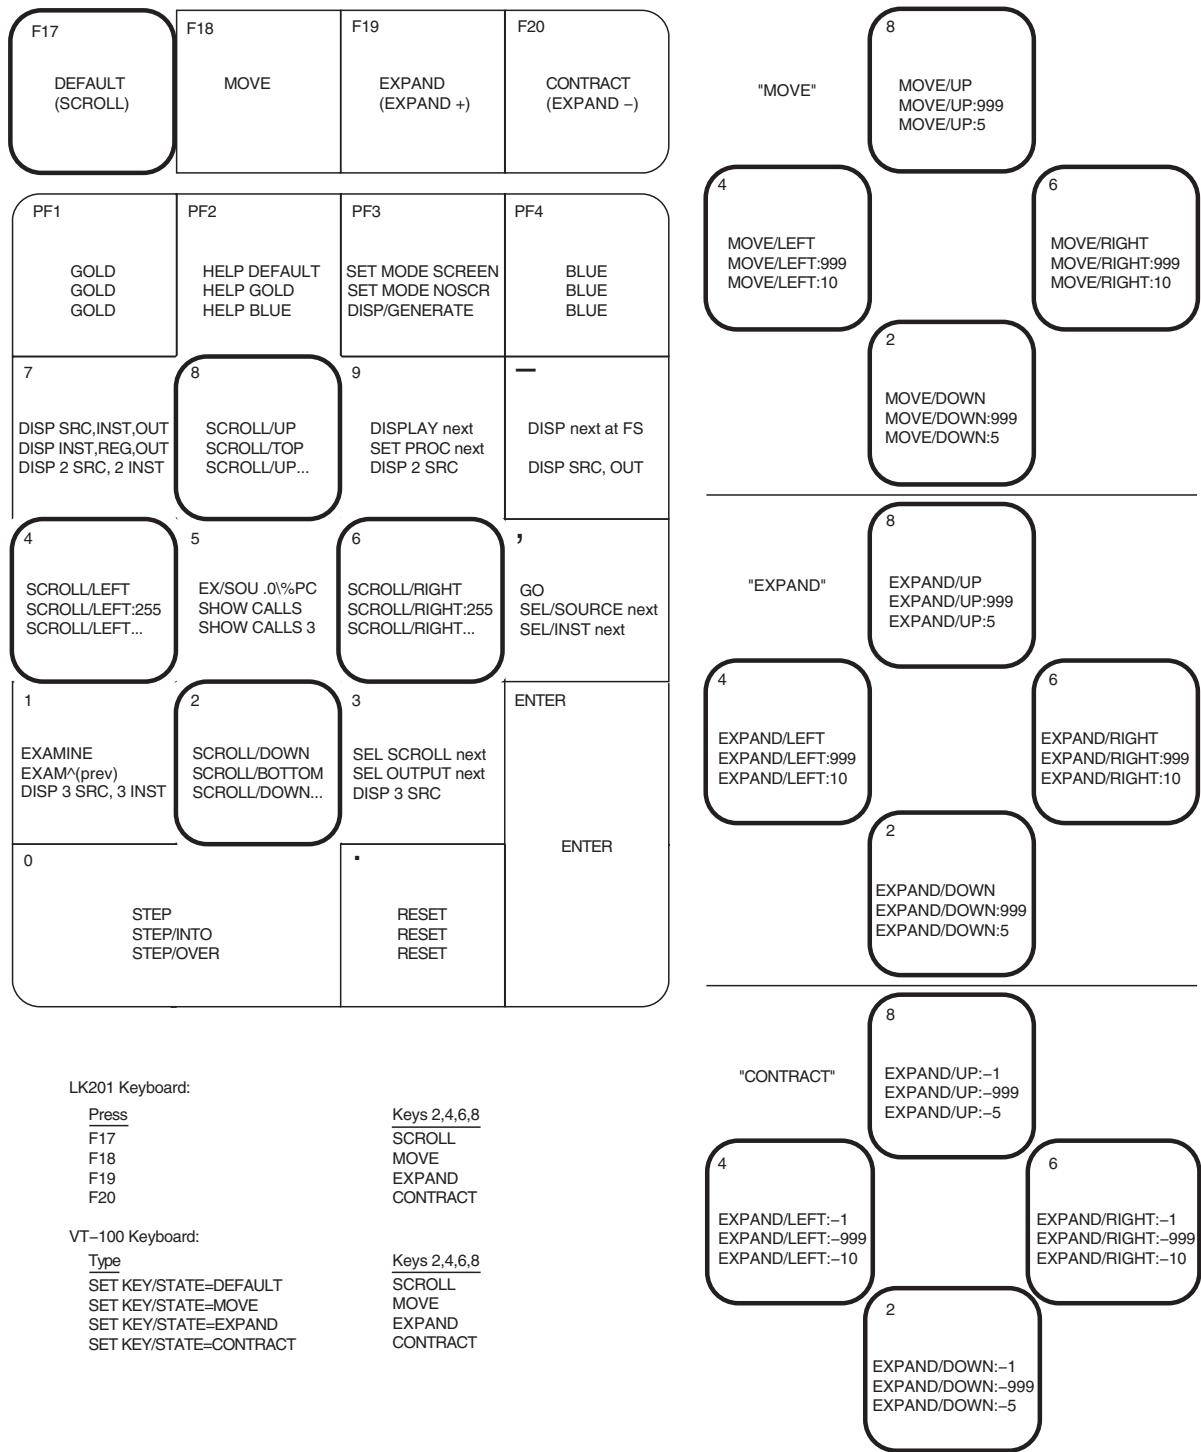 F17
DEFAULT
(SCROLL)
F18
MOVE
F19
EXPAND
(EXPAND +)
F20
CONTRACT
(EXPAND −)
PF1
GOLD
GOLD
GOLD
PF2
HELP DEFAULT
HELP GOLD
HELP BLUE
PF3
SET MODE SCREEN
SET MODE NOSCR
DISP/GENERATE
PF4
BLUE
BLUE
BLUE
7
DISP SRC,INST,OUT
DISP INST,REG,OUT
DISP 2 SRC, 2 INST
8
SCROLL/UP
SCROLL/TOP
SCROLL/UP...
9
DISPLAY next
SET PROC next
DISP 2 SRC
−
DISP next at FS
DISP SRC, OUT
4
SCROLL/LEFT
SCROLL/LEFT:255
SCROLL/LEFT...
5
EX/SOU .0\%PC
SHOW CALLS
SHOW CALLS 3
6
SCROLL/RIGHT
SCROLL/RIGHT:255
SCROLL/RIGHT...
,
GO
SEL/SOURCE next
SEL/INST next
1
EXAMINE
EXAM^(prev)
DISP 3 SRC, 3 INST
2
SCROLL/DOWN
SCROLL/BOTTOM
SCROLL/DOWN...
3
SEL SCROLL next
SEL OUTPUT next
DISP 3 SRC
ENTER
ENTER
0
STEP
STEP/INTO
STEP/OVER
.
RESET
RESET
RESET
LK201 Keyboard:
Press Keys 2,4,6,8
F17 SCROLL
F18 MOVE
F19 EXPAND
F20 CONTRACT
VT−100 Keyboard:
Type Keys 2,4,6,8
SET KEY/STATE=DEFAULT SCROLL
SET KEY/STATE=MOVE MOVE
SET KEY/STATE=EXPAND EXPAND
SET KEY/STATE=CONTRACT CONTRACT
"MOVE"
8
MOVE/UP
MOVE/UP:999
MOVE/UP:5
4
MOVE/LEFT
MOVE/LEFT:999
MOVE/LEFT:10
6
MOVE/RIGHT
MOVE/RIGHT:999
MOVE/RIGHT:10
2
MOVE/DOWN
MOVE/DOWN:999
MOVE/DOWN:5
"EXPAND"
8
EXPAND/UP
EXPAND/UP:999
EXPAND/UP:5
4
EXPAND/LEFT
EXPAND/LEFT:999
EXPAND/LEFT:10
6
EXPAND/RIGHT
EXPAND/RIGHT:999
EXPAND/RIGHT:10
2
EXPAND/DOWN
EXPAND/DOWN:999
EXPAND/DOWN:5
"CONTRACT"
8
EXPAND/UP:−1
EXPAND/UP:−999
EXPAND/UP:−5
4
EXPAND/LEFT:−1
EXPAND/LEFT:−999
EXPAND/LEFT:−10
6
EXPAND/RIGHT:−1
EXPAND/RIGHT:−999
EXPAND/RIGHT:−10
2
EXPAND/DOWN:−1
EXPAND/DOWN:−999
EXPAND/DOWN:−5